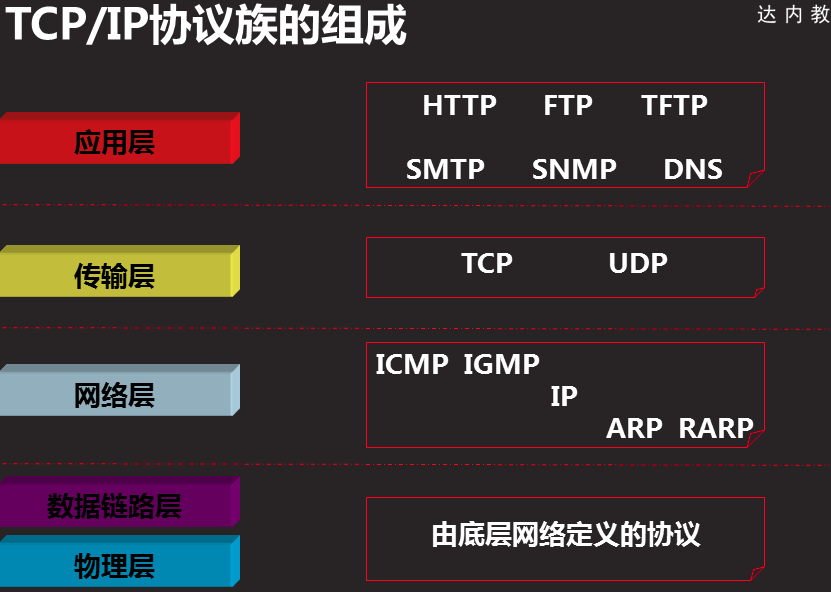 TCP/IP协议族的组成
达内教
应用层
HTTP FTP TFTP
SMTP SNMP DNS
传输层
TCP UDP
网络层
ICMP IGMP
IP
ARP RARP
数据链路层
物理层
由底层网络定义的协议